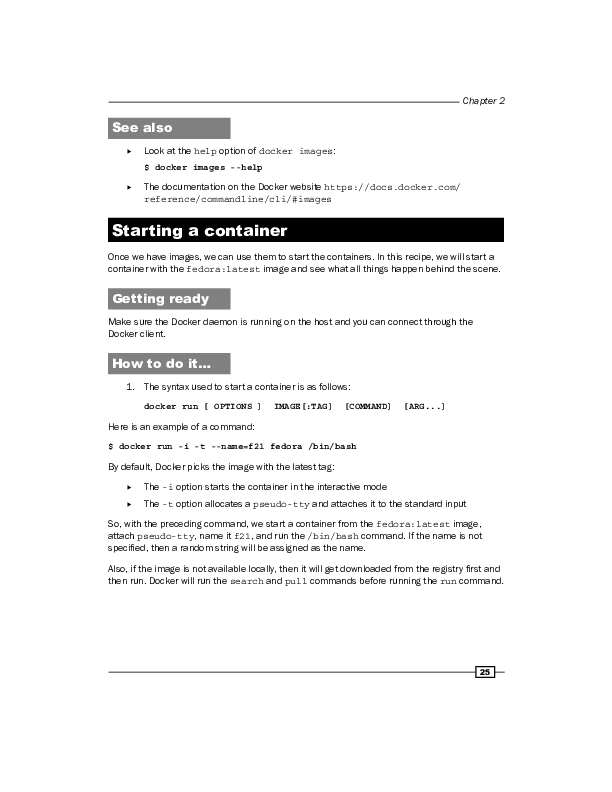 Chapter 2
See also
▸ Look at the help option of docker images:
$ docker images --help
▸ The documentation on the Docker website https://docs.docker.com/
reference/commandline/cli/#images
Starting a container
Once we have images, we can use them to start the containers. In this recipe, we will start a
container with the fedora:latest image and see what all things happen behind the scene.
Getting ready
Make sure the Docker daemon is running on the host and you can connect through the
Docker client.
How to do it...
1. The syntax used to start a container is as follows:
docker run [ OPTIONS ] IMAGE[:TAG] [COMMAND] [ARG...]
Here is an example of a command:
$ docker run -i -t --name=f21 fedora /bin/bash
By default, Docker picks the image with the latest tag:
▸ The -i option starts the container in the interactive mode
▸ The -t option allocates a pseudo-tty and attaches it to the standard input
So, with the preceding command, we start a container from the fedora:latest image,
attach pseudo-tty, name it f21, and run the /bin/bash command. If the name is not
specified, then a random string will be assigned as the name.
Also, if the image is not available locally, then it will get downloaded from the registry first and
then run. Docker will run the search and pull commands before running the run command.
25